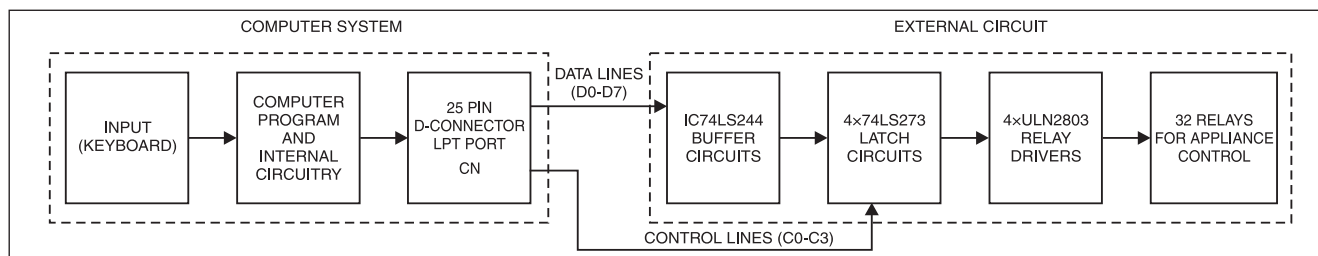 COMPUTER SYSTEM
EXTERNAL CIRCUIT
INPUT
(KEYBOARD)
COMPUTER
PROGRAM
AND
INTERNAL
CIRCUITRY
25 PIN
D-CONNECTOR
LPT PORT
CN
DATA LINES
(D0-D7)
IC74LS244
BUFFER
CIRCUITS
4×74LS273
LATCH
CIRCUITS
4×ULN2803
RELAY
DRIVERS
32 RELAYS
FOR APPLIANCE
CONTROL
CONTROL LINES (C0-C3)